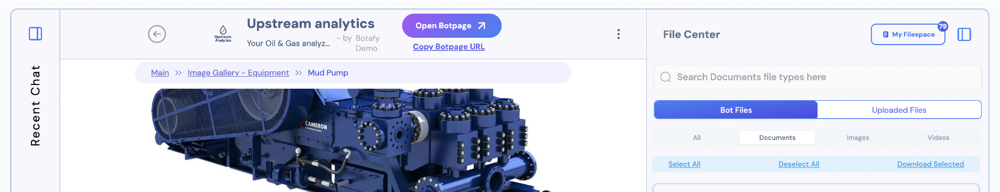 Recent Chat
Upstream
Analytics
Upstream analytics
Your Oil & Gas analyz...
- by Botafy
Demo
Open Botpage
Copy Botpage URL
Main >> Image Gallery - Equipment >> Mud Pump
CAMERON
File Center
My Filespace
79
Search Documents file types here
Bot Files
Uploaded Files
All
Documents
Images
Videos
Select All
Deselect All
Download Selected